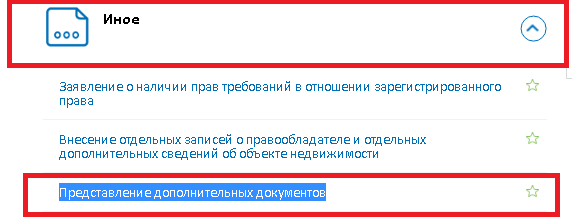 Иное
Заявление о наличии прав требований в отношении зарегистрированного
права
Внесение отдельных записей о правообладателе и отдельных
дополнительных сведений об объекте недвижимости
Представление дополнительных документов